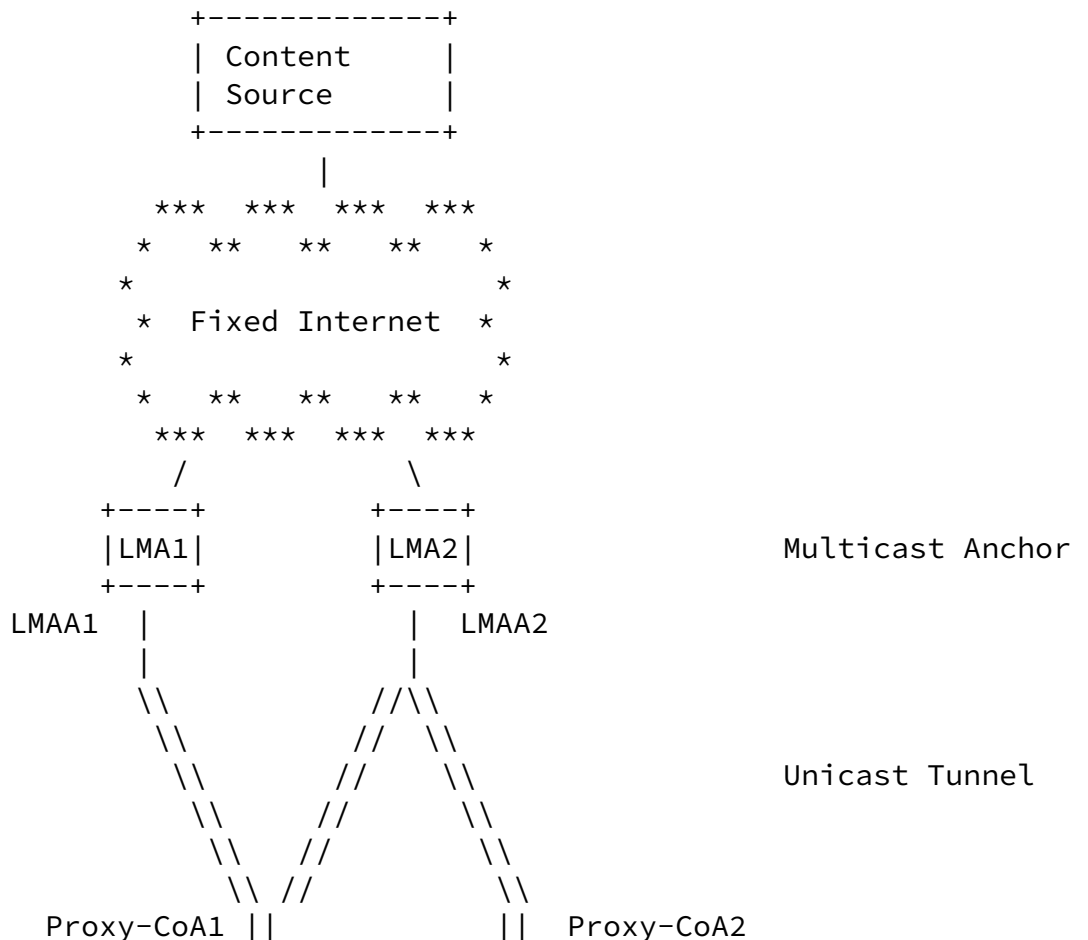 Content
Source
Fixed Internet
LMA1 LMA2 Multicast Anchor
LMAA1 LMAA2
Unicast Tunnel
Proxy-CoA1 Proxy-CoA2